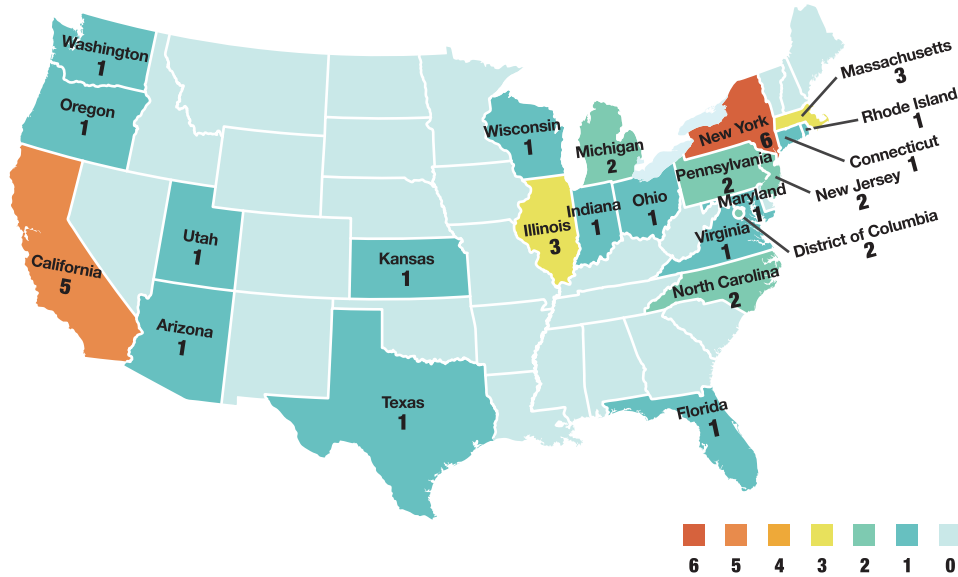 Washington
1
Oregon
1
California
5
Utah
1
Arizona
1
Kansas
1
Texas
1
Wisconsin
1
Illinois
3
Michigan
2
Indiana
1
Ohio
1
New York
6
Pennsylvania
2
Maryland
1
Virginia
1
North Carolina
2
Florida
1
Massachusetts
3
Rhode Island
1
Connecticut
1
New Jersey
2
District of Columbia
2
6 5 4 3 2 1 0